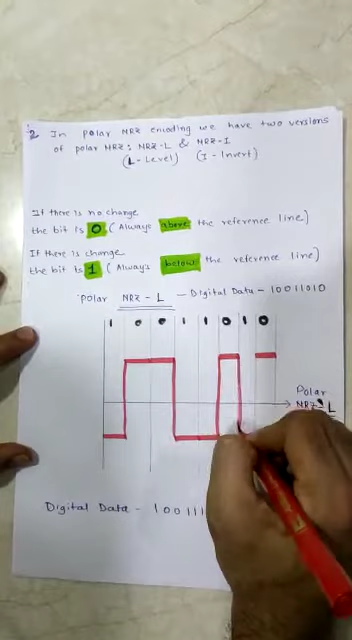 2 In polar NRZ encoding we have two versions
of polar NRZ: NRZ-L & NRZ-I
(L-Level) (I-Invert)
If there is no change
the bit is 0. (Always above the reference line)
If there is change
the bit is 1 (Always below the reference line)
Polar NRZ-L - Digital Data - 10011010
1 0 0 1 1 0 1 0
Polar
NRZ-L
Digital Data - 10011